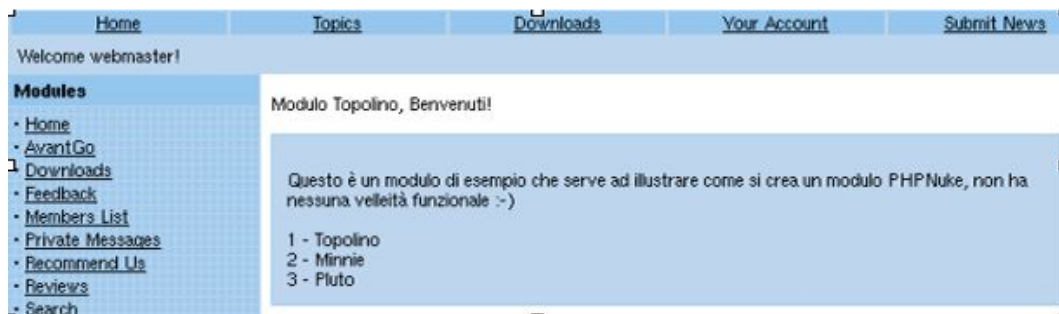 Home Topics Downloads Your Account Submit News
Welcome webmaster!
Modules
· Home
· AvantGo
· Downloads
· Feedback
· Members List
· Private Messages
· Recommend Us
· Reviews
· Search
Modulo Topolino, Benvenuti!
Questo è un modulo di esempio che serve ad illustrare come si crea un modulo PHPNuke, non ha
nessuna velleità funzionale :-)
1 - Topolino
2 - Minnie
3 - Pluto